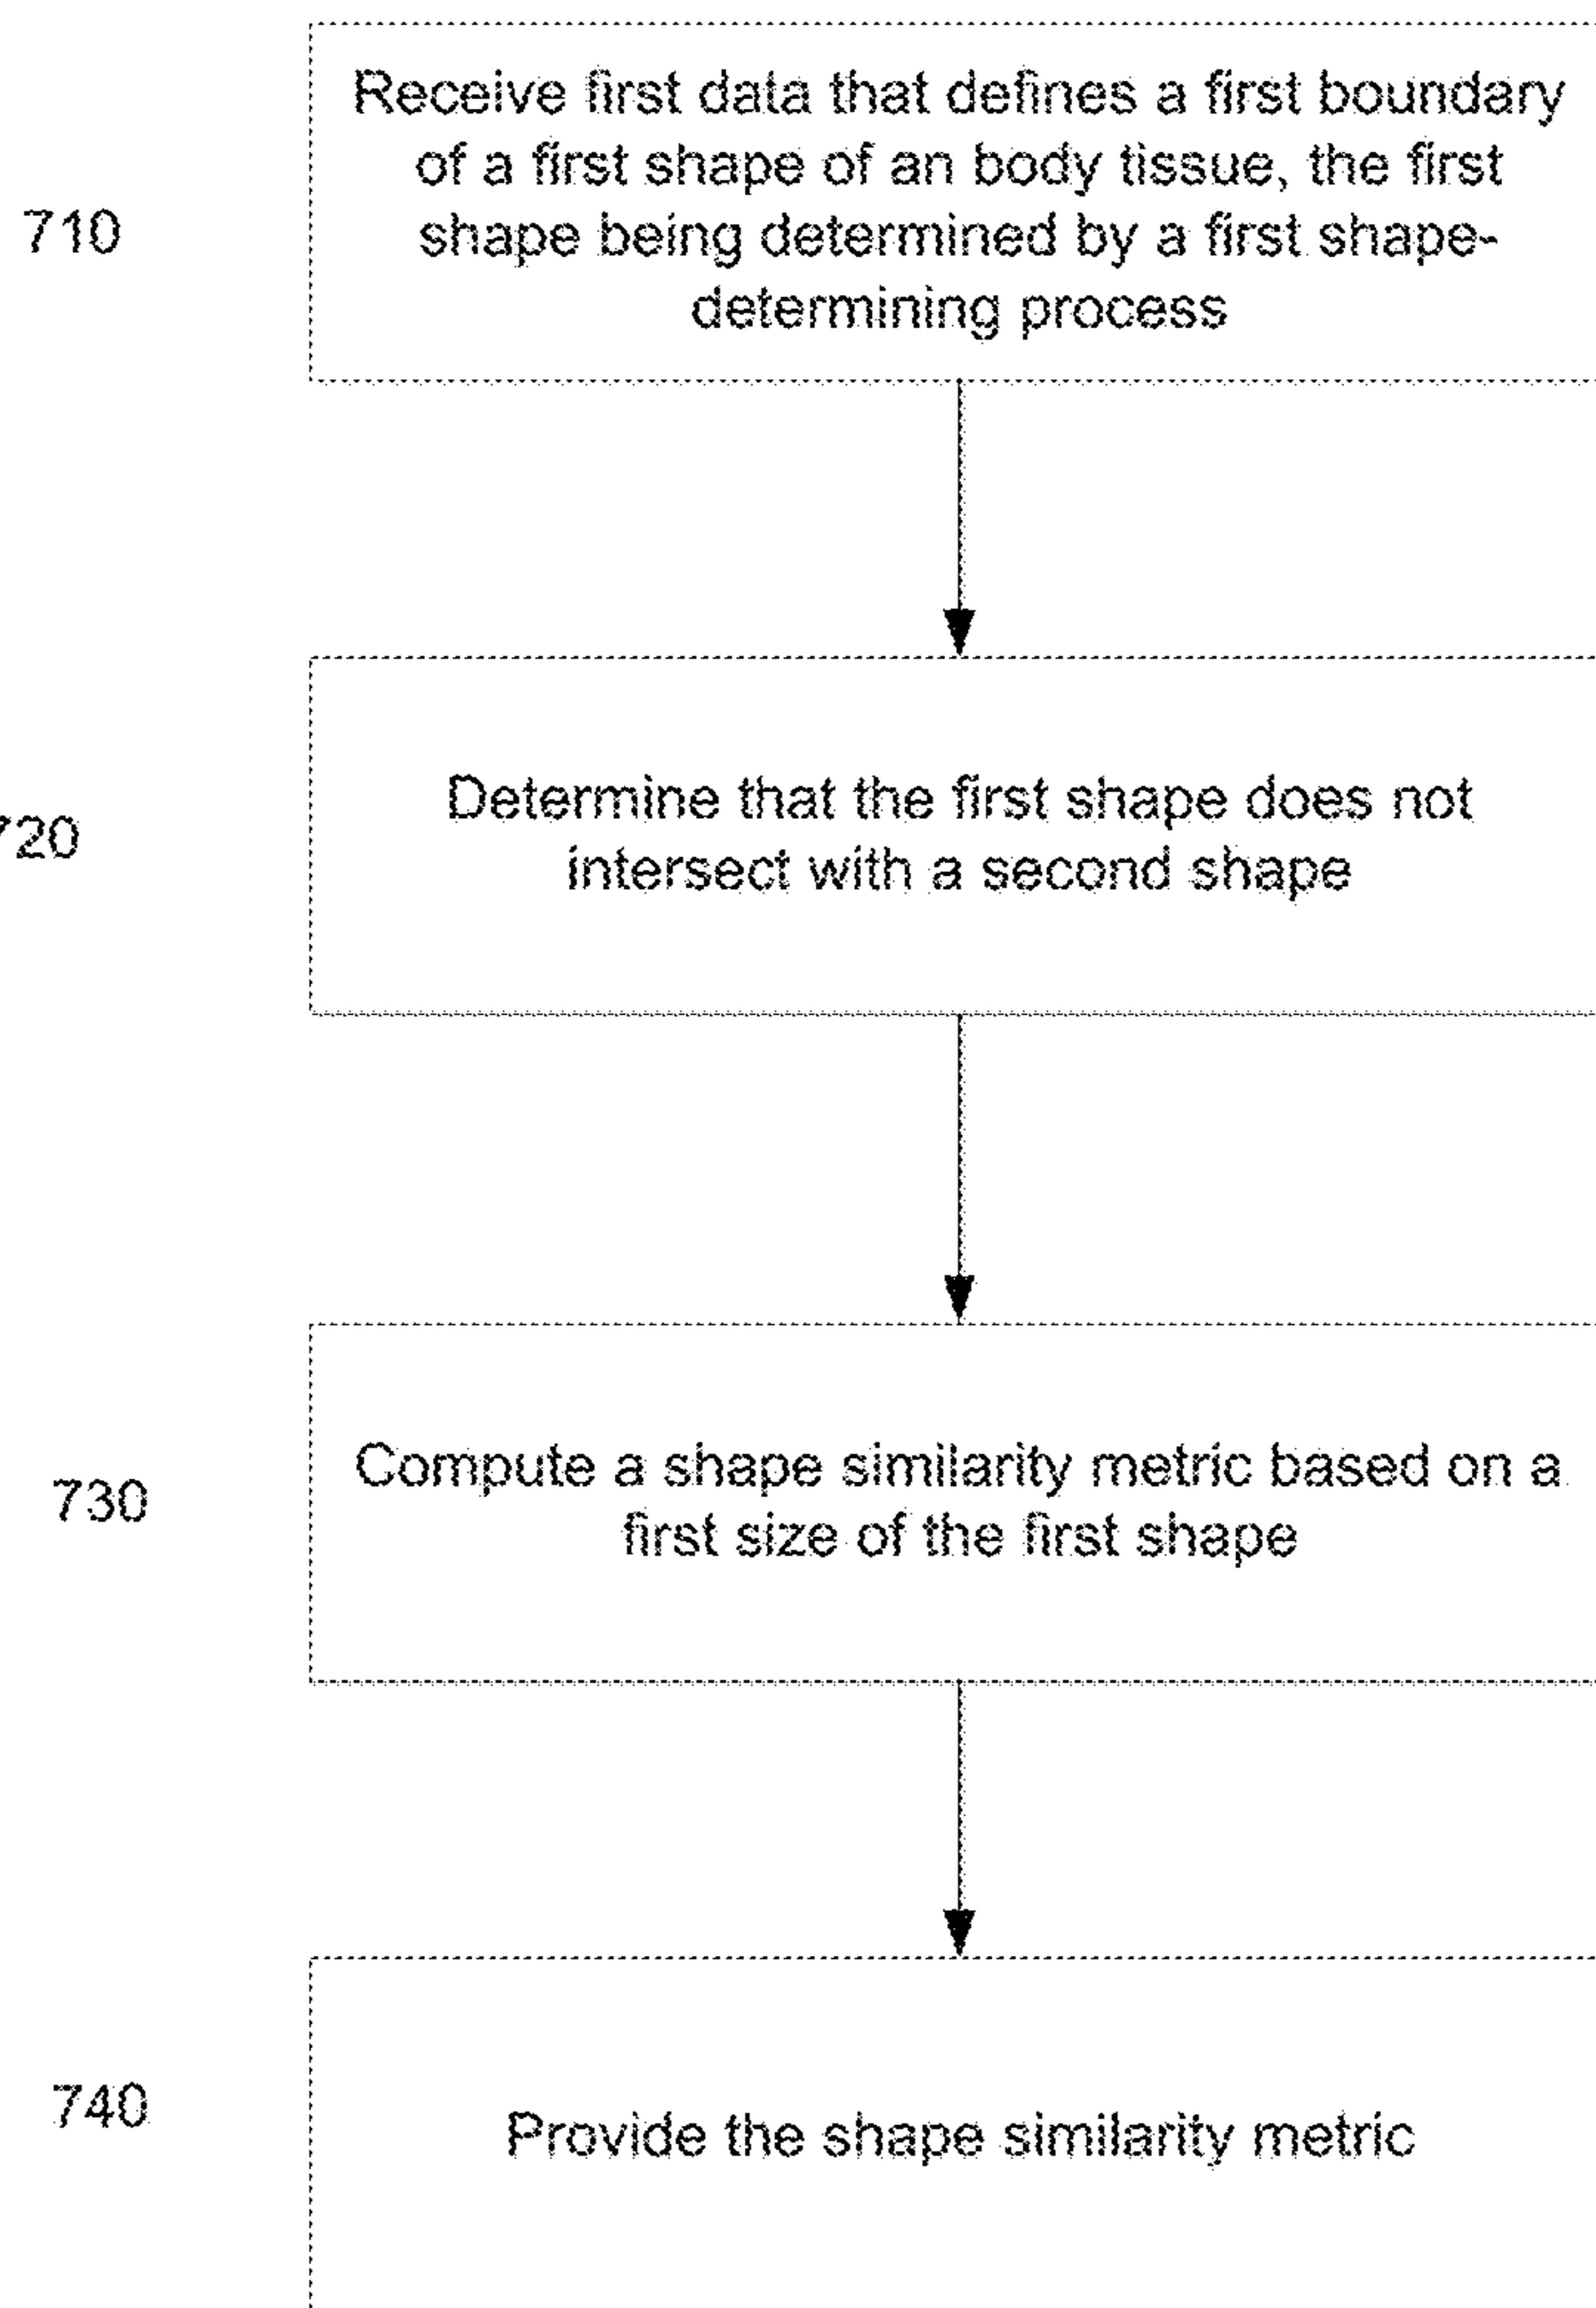 Receive first data that defines a first boundary
of a first shape of an body tissue, the first
710
shape being determined by a first shape-
determining process
Determine that the first shape does not
720
intersect with a second shape
Compute a shape similarity metric based on a
730
first size of the first shape
740
Provide the shape similarity metric